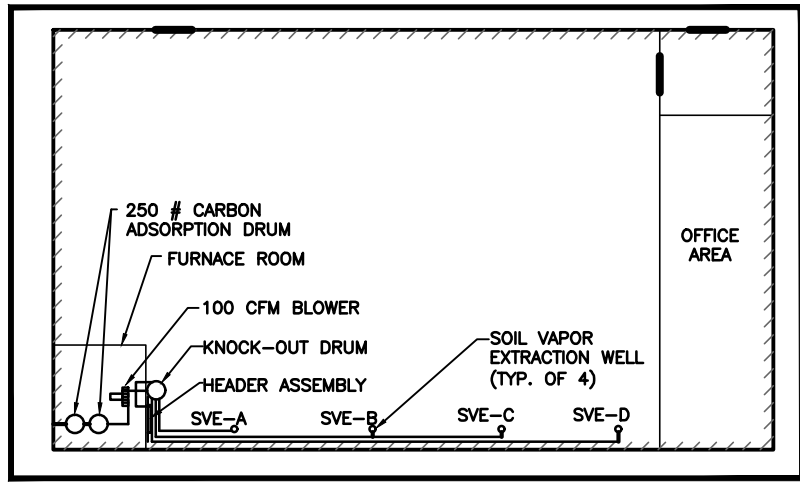 250 # CARBON
ADSORPTION DRUM
FURNACE ROOM
OFFICE
AREA
100 CFM BLOWER
KNOCK-OUT DRUM
HEADER ASSEMBLY
SOIL VAPOR
EXTRACTION WELL
(TYP. OF 4)
SVE-A
SVE-B
SVE-C
SVE-D